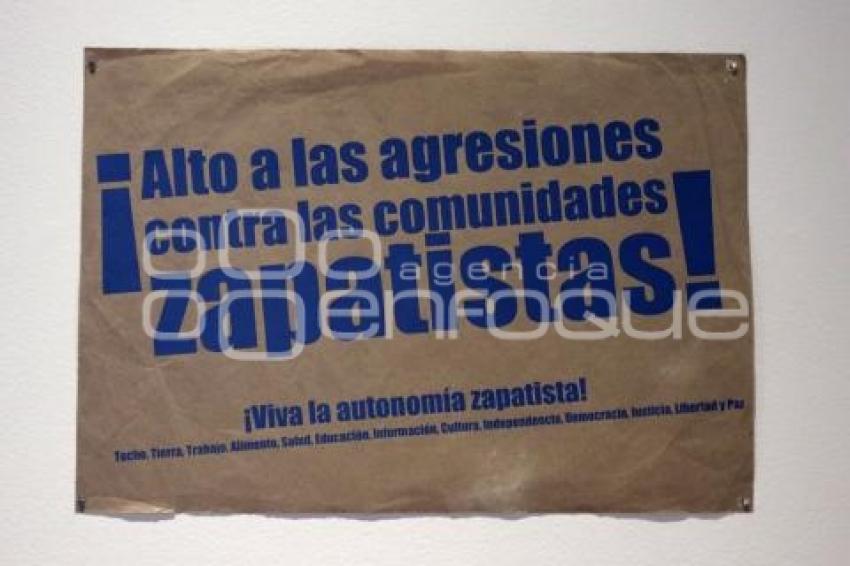 ¡Alto a las agresiones
contra las comunidades
zapatistas!
agencia
enfoque
¡Viva la autonomía zapatista!
Techo, Tierra, Trabajo, Alimento, Salud, Educación, Información, Cultura, Independencia, Democracia, Justicia, Libertad y Paz